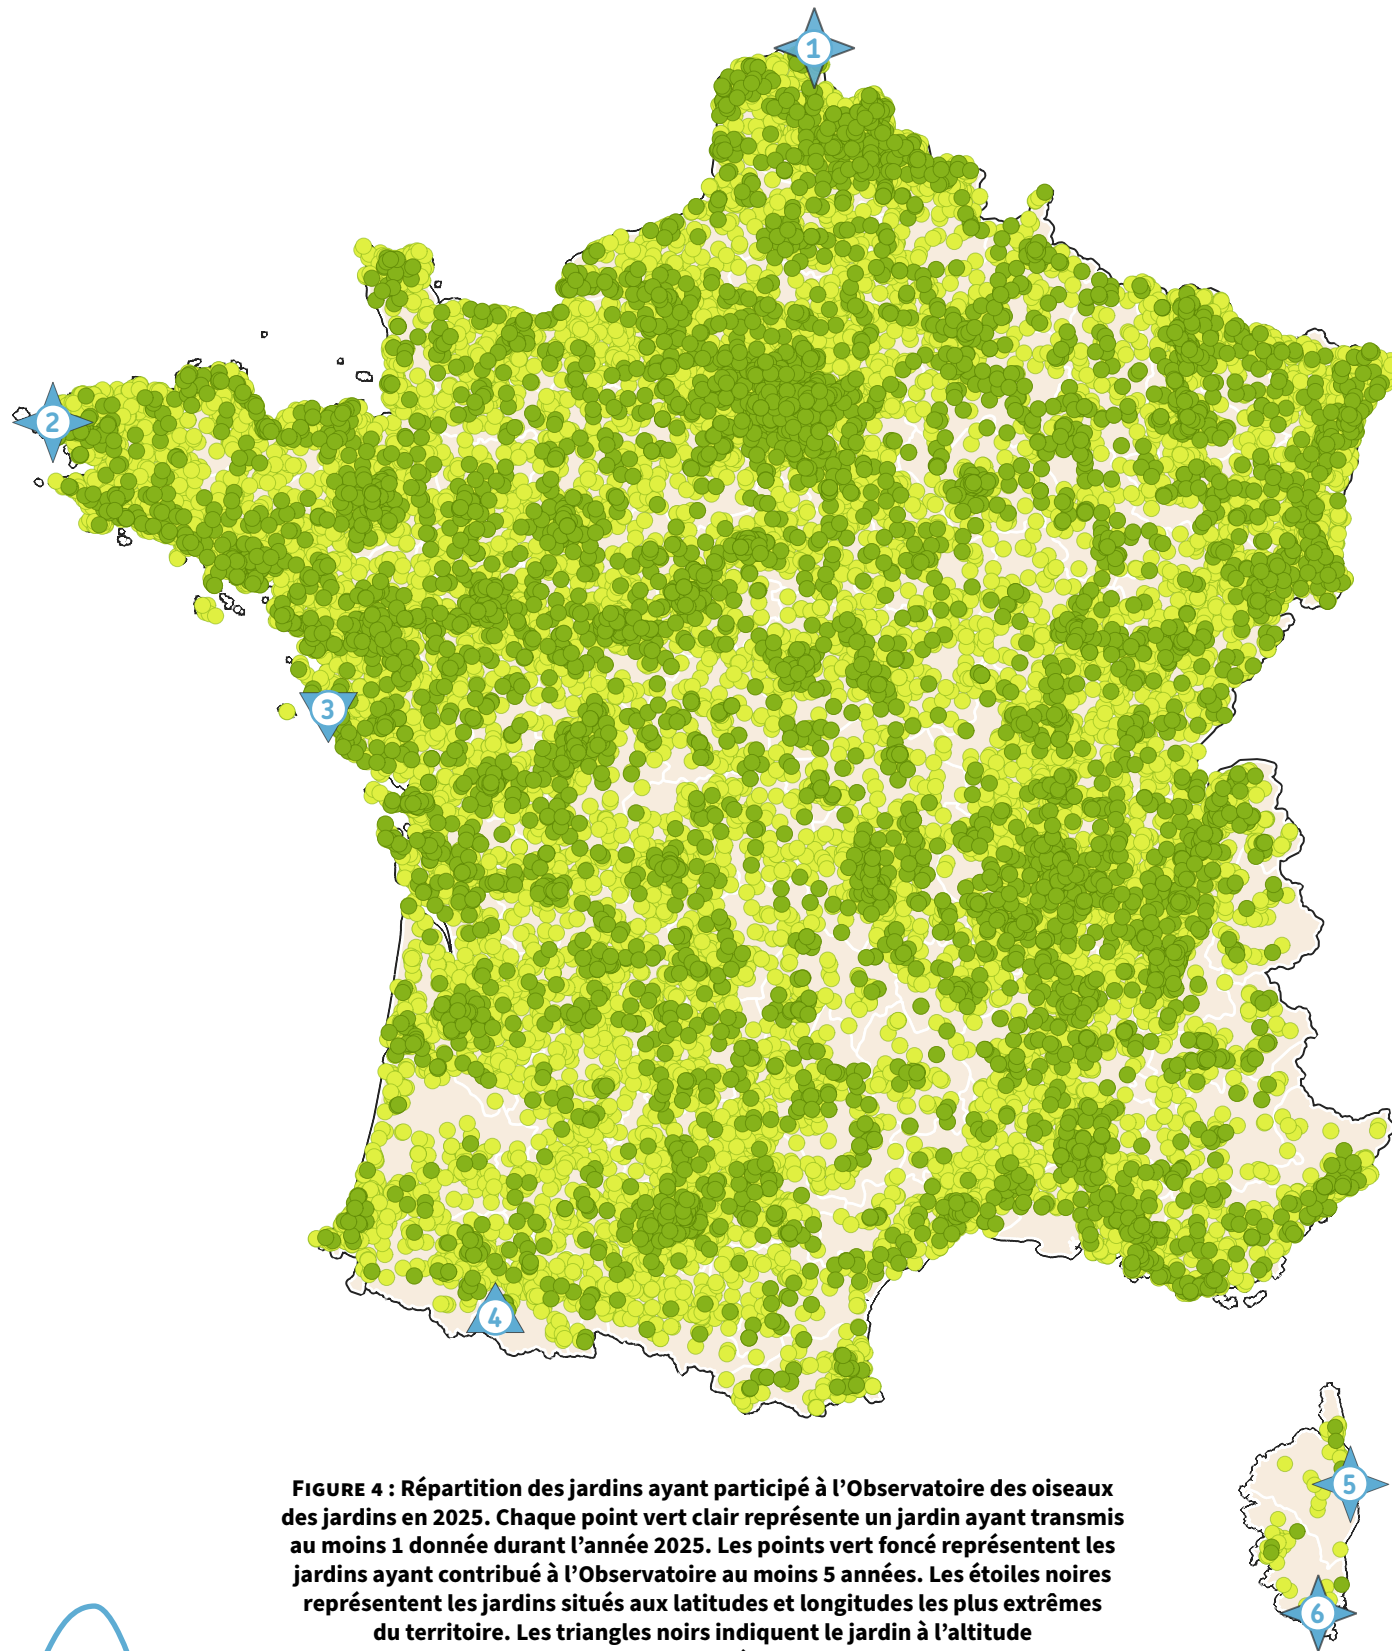 1
2
3
4
5
6
FIGURE 4 : Répartition des jardins ayant participé à l’Observatoire des oiseaux
des jardins en 2025. Chaque point vert clair représente un jardin ayant transmis
au moins 1 donnée durant l’année 2025. Les points vert foncé représentent les
jardins ayant contribué à l’Observatoire au moins 5 années. Les étoiles noires
représentent les jardins situés aux latitudes et longitudes les plus extrêmes
du territoire. Les triangles noirs indiquent le jardin à l’altitude